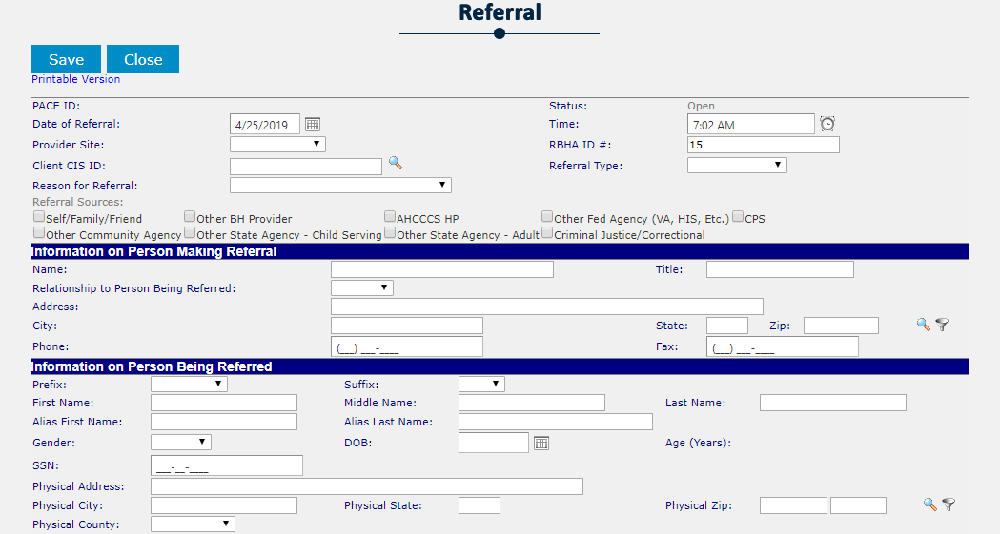 Referral
Save Close
Printable Version
PACE ID: Status: Open
Date of Referral: 4/25/2019 Time: 7:02 AM
Provider Site: RBHA ID #: 15
Client CIS ID: Referral Type:
Reason for Referral:
Referral Sources:
Self/Family/Friend Other BH Provider AHCCCS HP Other Fed Agency (VA, HIS, Etc.) CPS
Other Community Agency Other State Agency - Child Serving Other State Agency - Adult Criminal Justice/Correctional
Information on Person Making Referral
Name: Title:
Relationship to Person Being Referred:
Address:
City: State: Zip:
Phone: (___) ___-____ Fax: (___) ___-____
Information on Person Being Referred
Prefix: Suffix:
First Name: Middle Name: Last Name:
Alias First Name: Alias Last Name:
Gender: DOB: Age (Years):
SSN: ___-__-____
Physical Address:
Physical City: Physical State: Physical Zip:
Physical County: